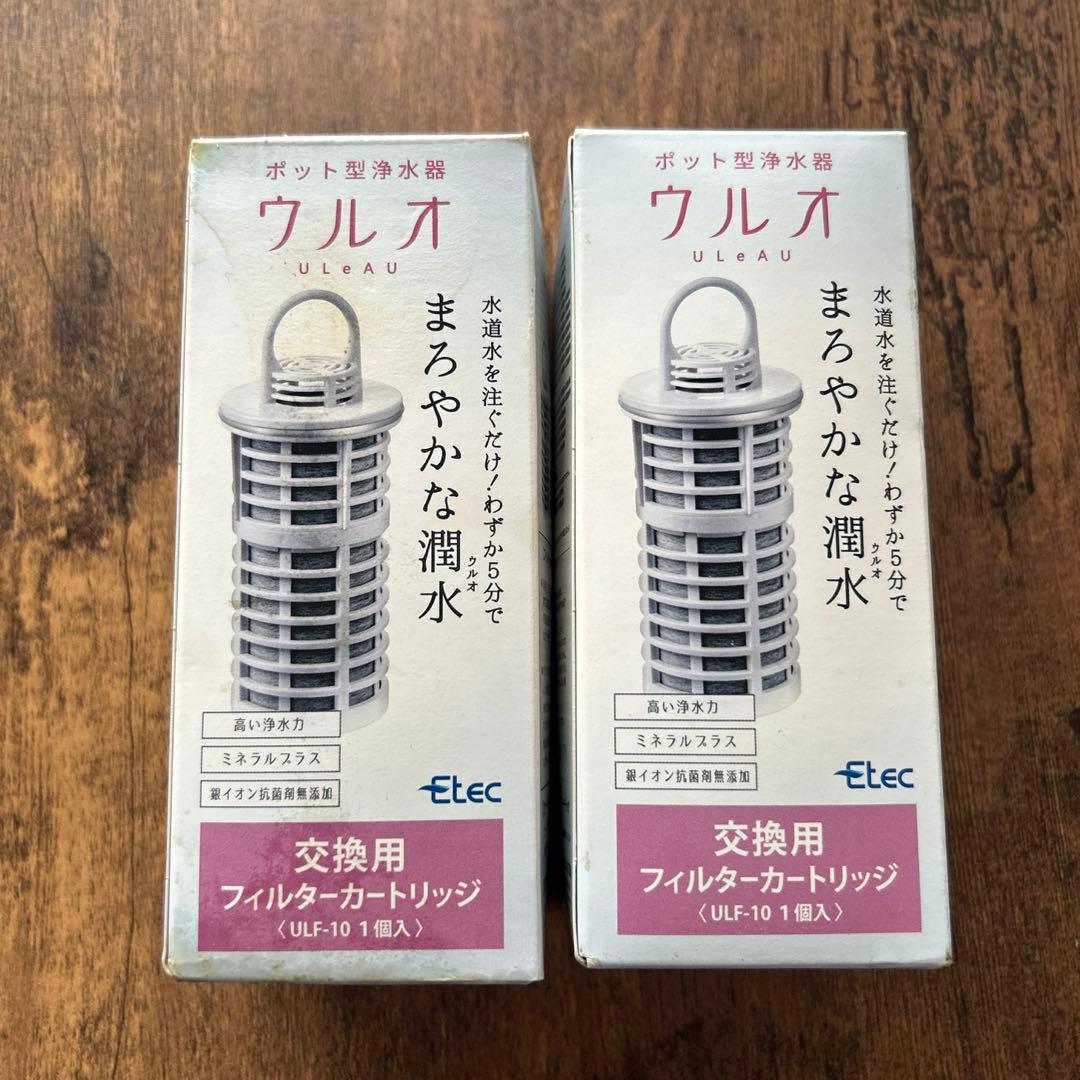 ポット型浄水器
ウルオ
ULeAU
水道水を注ぐだけ!わずか5分で
まろやかな潤水
ウルオ
高い浄水力
ミネラルプラス
銀イオン抗菌剤無添加
Etec
交換用
フィルターカートリッジ
〈ULF-10 1個入〉
ポット型浄水器
ウルオ
ULeAU
水道水を注ぐだけ!わずか5分で
まろやかな潤水
ウルオ
高い浄水力
ミネラルプラス
銀イオン抗菌剤無添加
Etec
交換用
フィルターカートリッジ
〈ULF-10 1個入〉